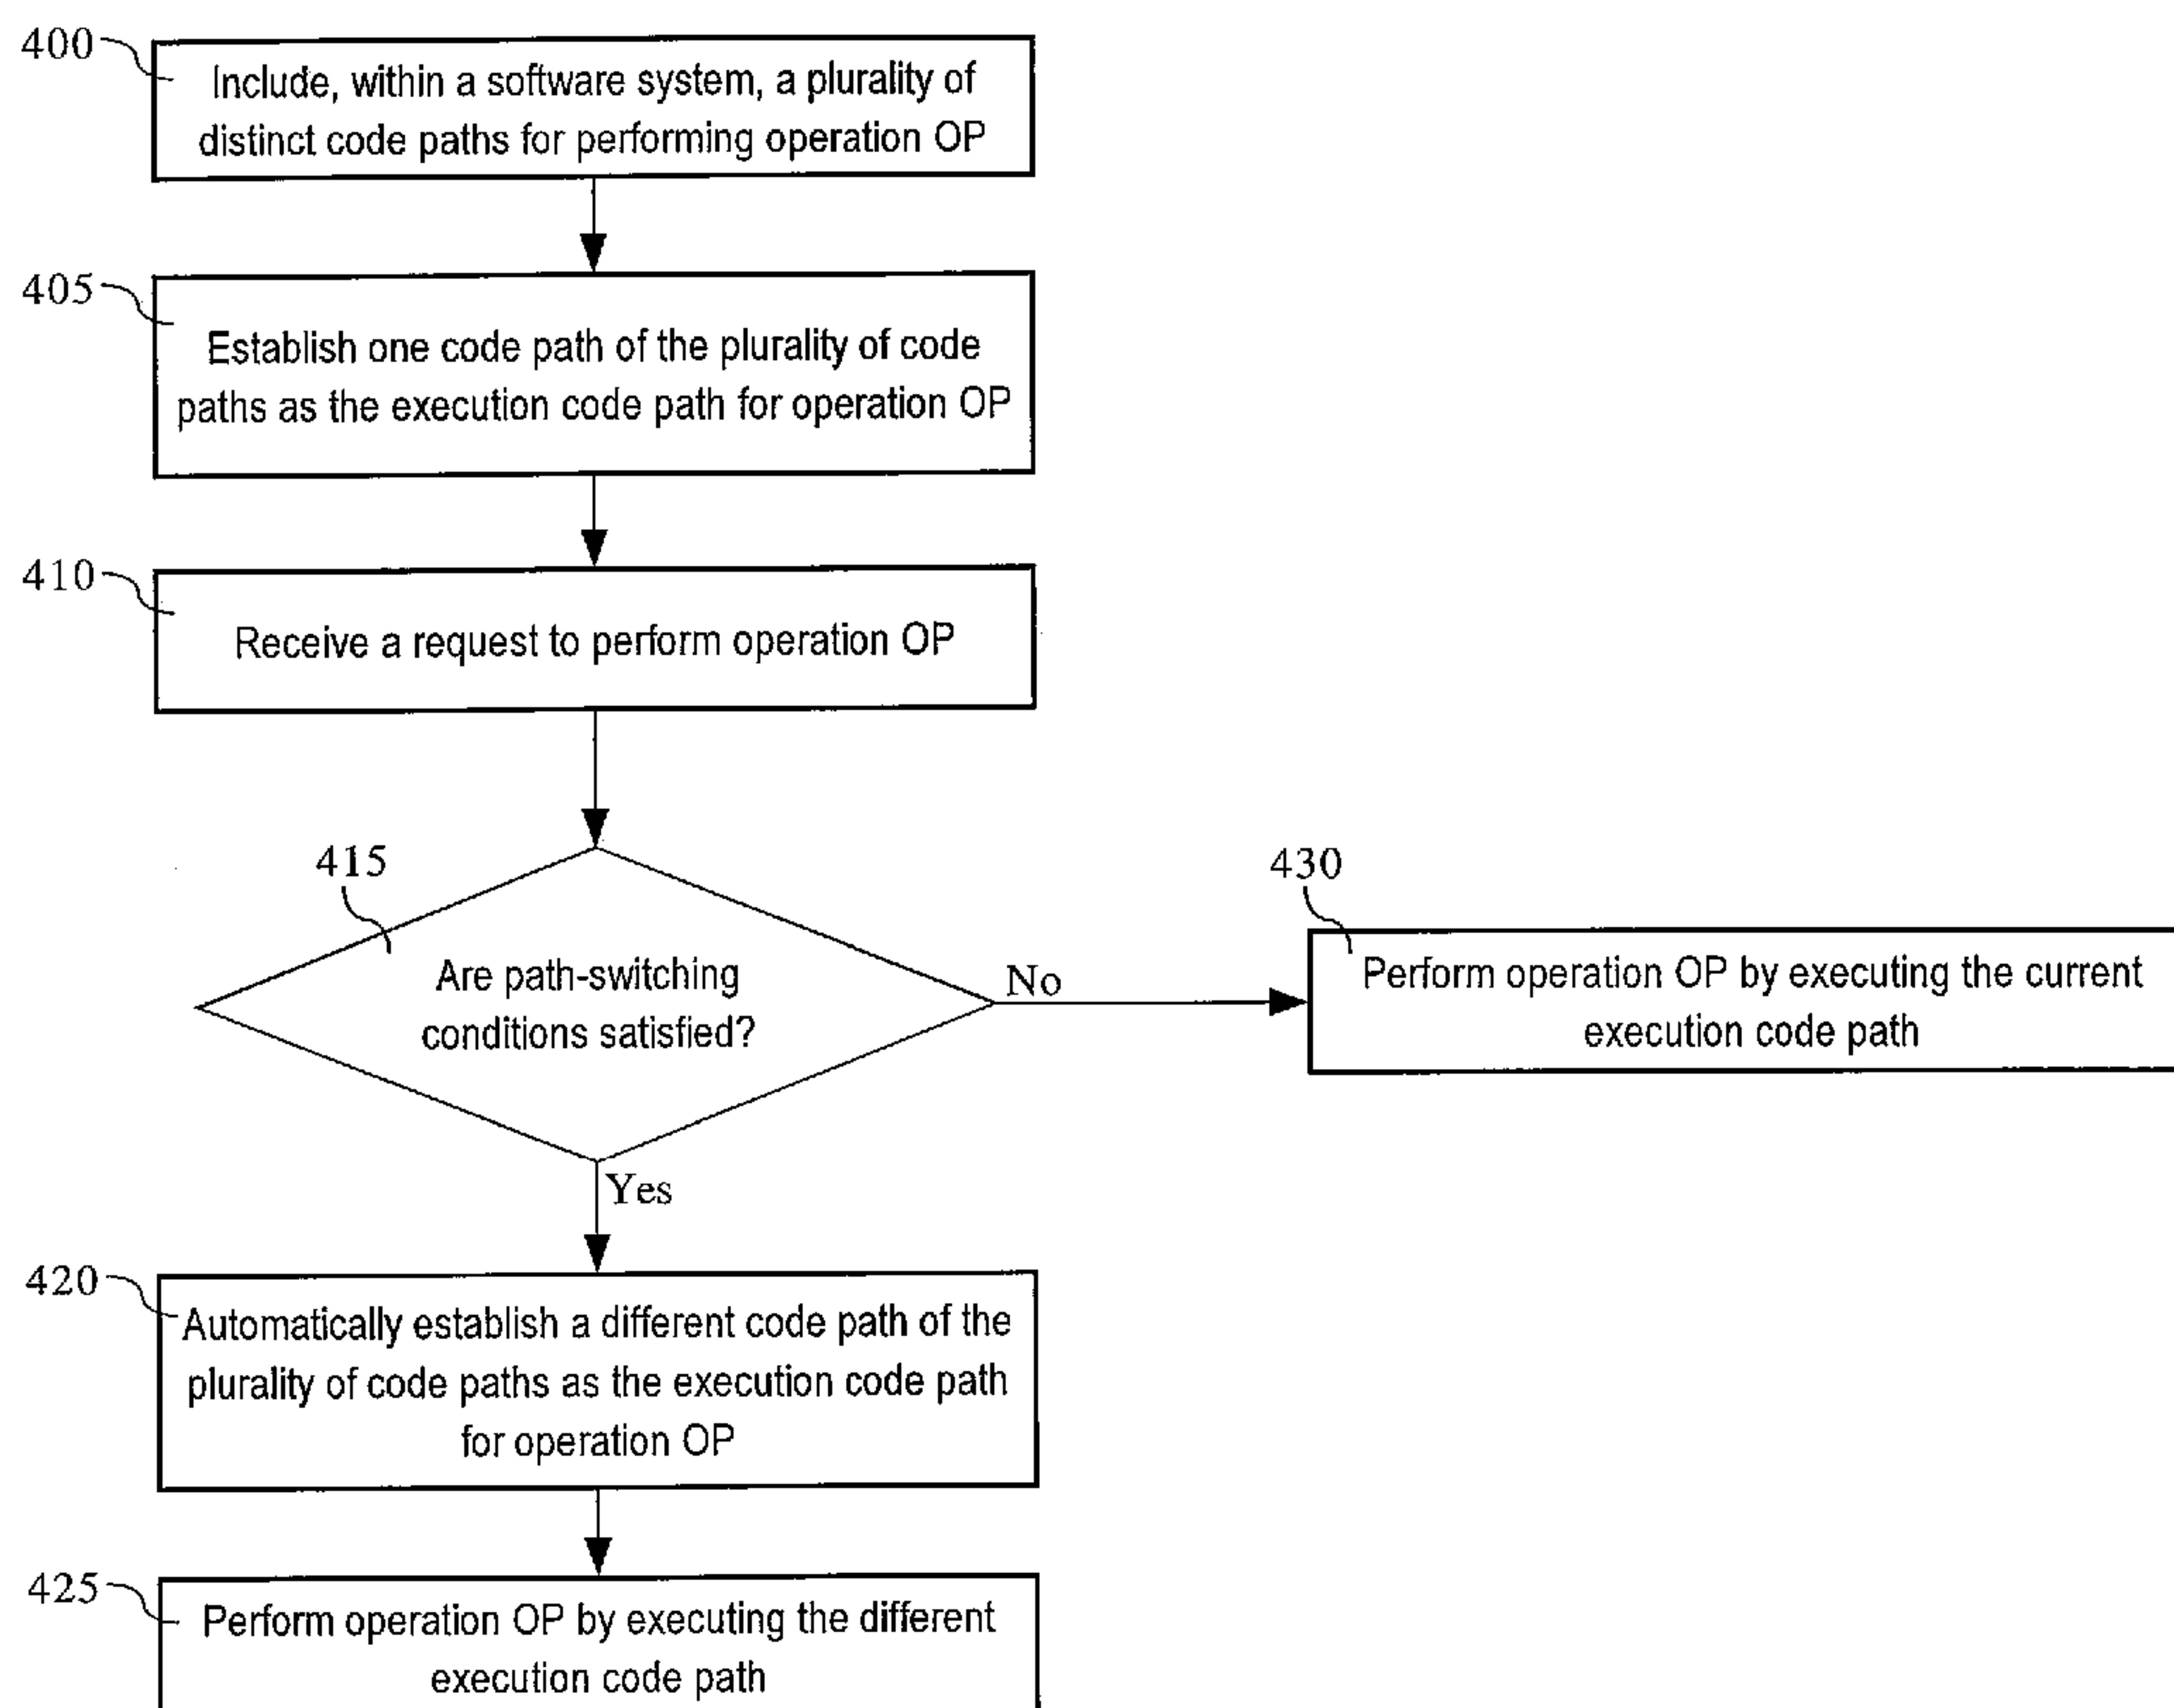 400
Include, within a software system, a plurality of
distinct code paths for performing operation OP
405
Establish one code path of the plurality of code
paths as the execution code path for operation OP
410
Receive a request to perform operation OP
415
Are path-switching
conditions satisfied?
No
430
Perform operation OP by executing the current
execution code path
Yes
420
Automatically establish a different code path of the
plurality of code paths as the execution code path
for operation OP
425
Perform operation OP by executing the different
execution code path